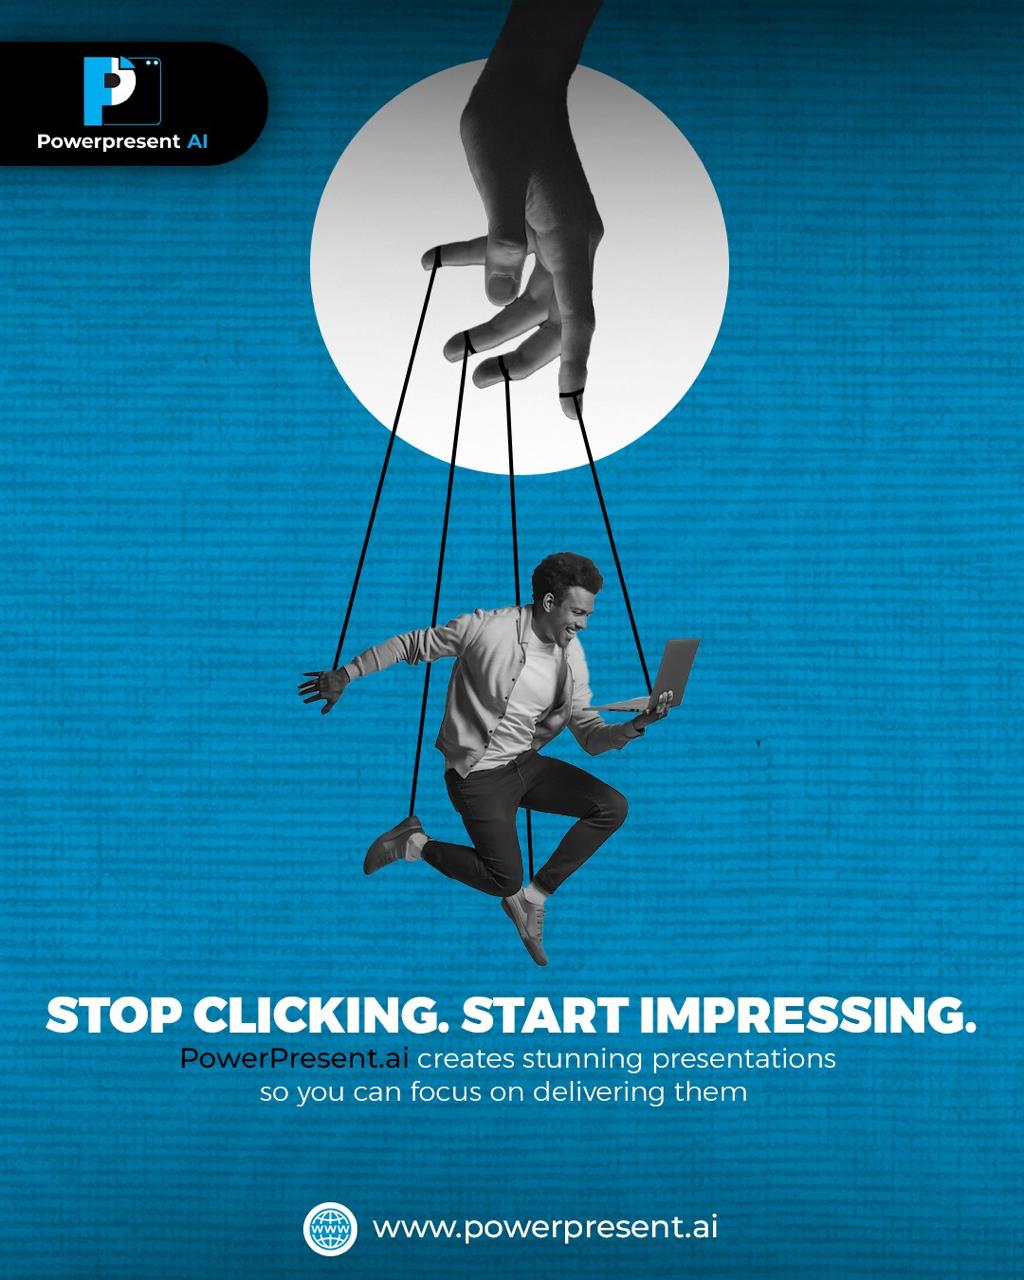 Powerpresent AI
STOP CLICKING. START IMPRESSING.
PowerPresent.ai creates stunning presentations
so you can focus on delivering them
www
www.powerpresent.ai